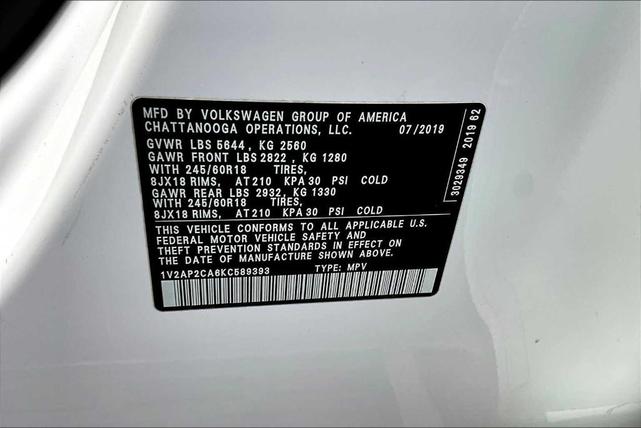 MFD BY VOLKSWAGEN GROUP OF AMERICA
CHATTANOOGA OPERATIONS, LLC. 07/2019
GVWR LBS 5644 , KG 2560
GAWR FRONT LBS 2822 , KG 1280
WITH 245/60R18 TIRES,
8JX18 RIMS, AT 210 KPA 30 PSI COLD
GAWR REAR LBS 2932, KG 1330
WITH 245/60R18 TIRES,
8JX18 RIMS, AT 210 KPA 30 PSI COLD
THIS VEHICLE CONFORMS TO ALL APPLICABLE U.S.
FEDERAL MOTOR VEHICLE SAFETY AND
THEFT PREVENTION STANDARDS IN EFFECT ON
THE DATE OF MANUFACTURE SHOWN ABOVE.
1V2AP2CA6KC589393 TYPE: MPV
3029349 2019 62